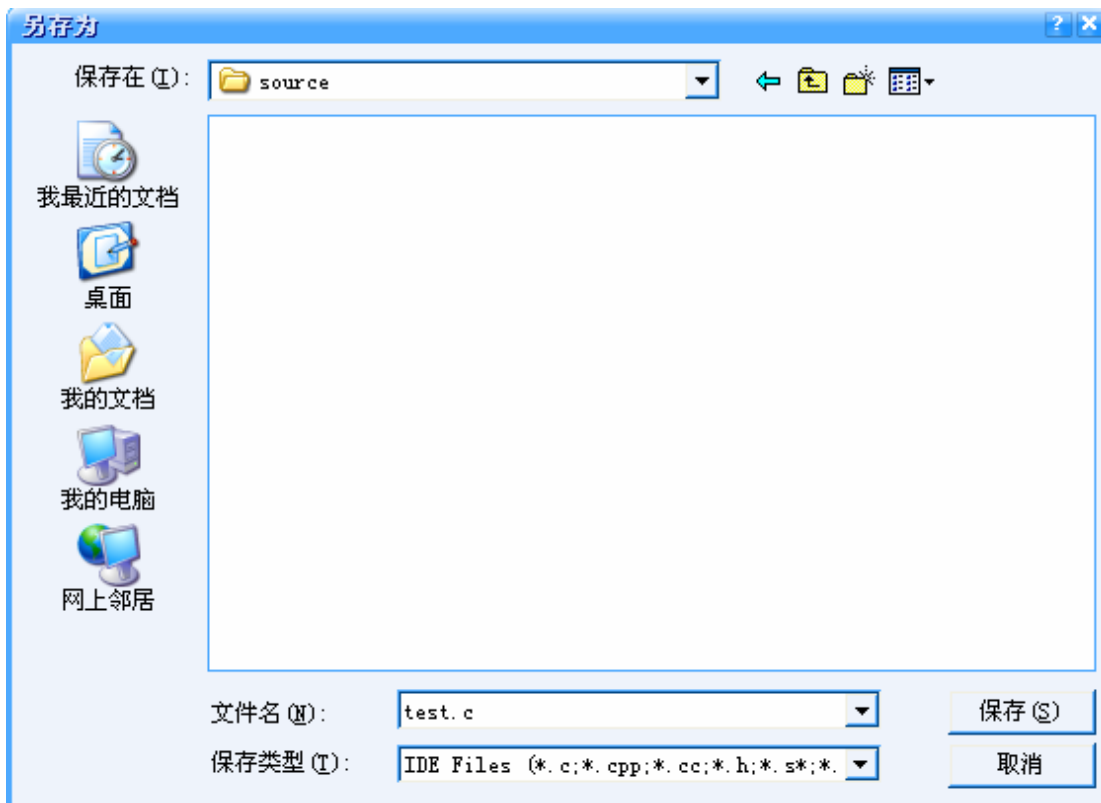 另存为
保存在(I):
source
我最近的文档
桌面
我的文档
我的电脑
网上邻居
文件名(N):
test.c
保存(S)
保存类型(T):
IDE Files (*.c;*.cpp;*.cc;*.h;*.s*;*.
取消